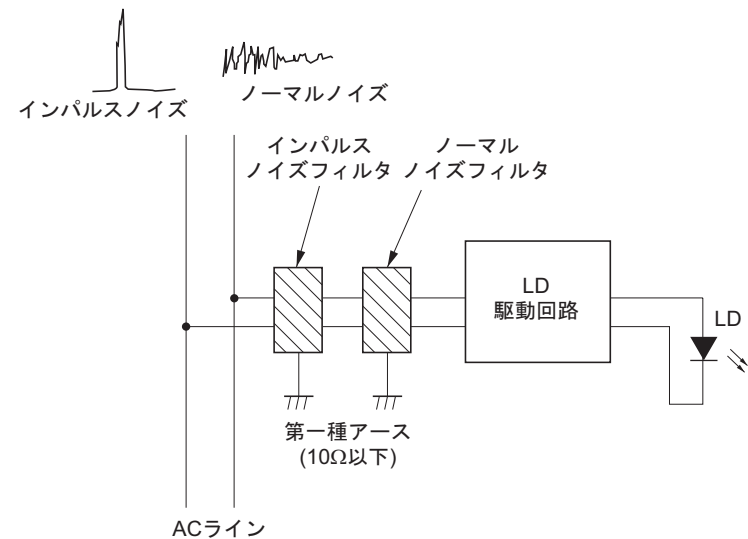 インパルスノイズ
ノーマルノイズ
インパルス
ノイズフィルタ
ノーマル
ノイズフィルタ
LD
駆動回路
LD
第一種アース
(10Ω以下)
ACライン